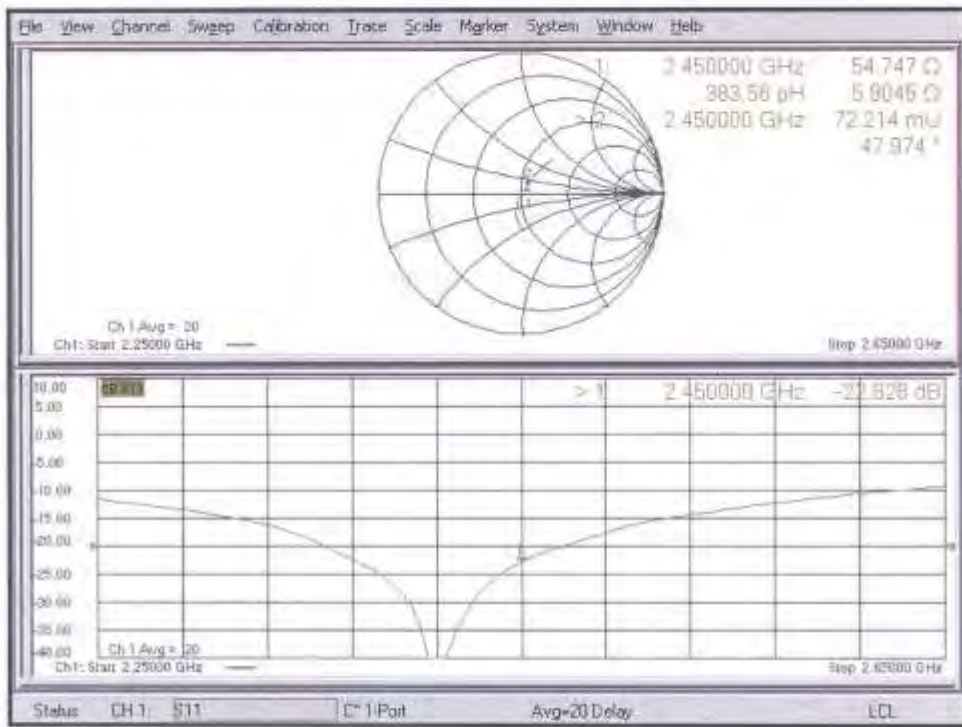 File View Channel Sweep Calibration Trace Scale Marker System Window Help
1: 2.450000 GHz 54.747 Ω
383.56 pH 5.9045 Ω
> 2 2.450000 GHz 72.214 mU
47.974 °
Ch 1 Avg = 20
Ch1: Start 2.25000 GHz
Stop 2.65000 GHz
10.00 dB S11 > 1 2.450000 GHz -22.828 dB
5.00
0.00
-5.00
-10.00
-15.00
-20.00
-25.00
-30.00
-35.00
-40.00 Ch 1 Avg = 20
Ch1: Start 2.25000 GHz
Stop 2.65000 GHz
Status CH 1: S11 C* 1-Port Avg=20 Delay LCL